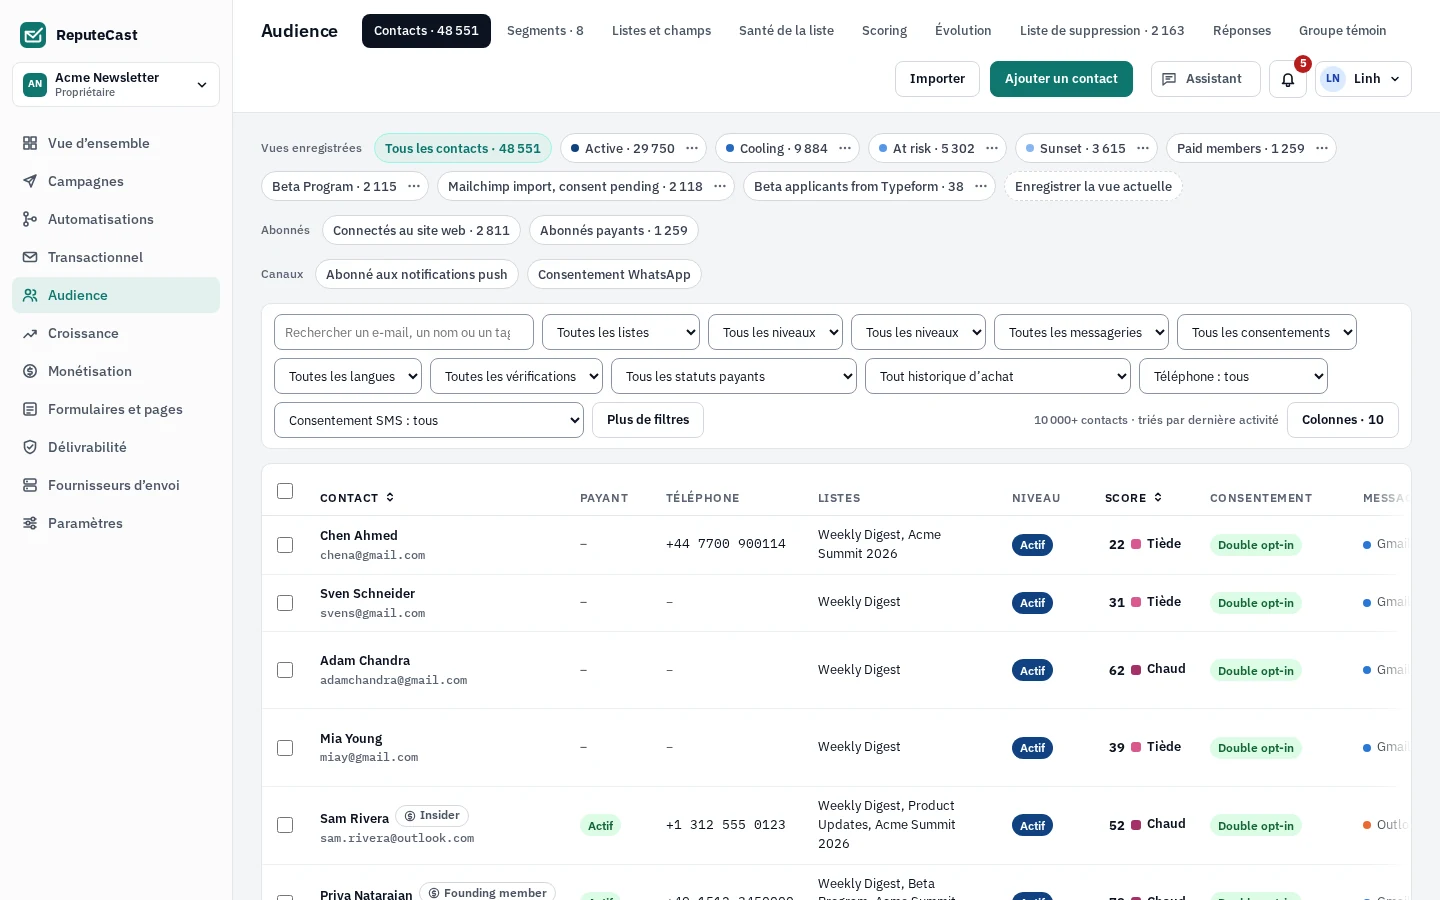 ReputeCast
AN
Acme Newsletter
Propriétaire
Vue d’ensemble
Campagnes
Automatisations
Transactionnel
Audience
Croissance
Monétisation
Formulaires et pages
Délivrabilité
Fournisseurs d’envoi
Paramètres
Audience
Contacts · 48 551
Segments · 8
Listes et champs
Santé de la liste
Scoring
Évolution
Liste de suppression · 2 163
Réponses
Groupe témoin
Importer
Ajouter un contact
Assistant
5
LN
Linh
Vues enregistrées
Tous les contacts · 48 551
Active · 29 750 ···
Cooling · 9 884 ···
At risk · 5 302 ···
Sunset · 3 615 ···
Paid members · 1 259 ···
Beta Program · 2 115 ···
Mailchimp import, consent pending · 2 118 ···
Beta applicants from Typeform · 38 ···
Enregistrer la vue actuelle
Abonnés
Connectés au site web · 2 811
Abonnés payants · 1 259
Canaux
Abonné aux notifications push
Consentement WhatsApp
Rechercher un e-mail, un nom ou un tag
Toutes les listes
Tous les niveaux
Tous les niveaux
Toutes les messageries
Tous les consentements
Toutes les langues
Toutes les vérifications
Tous les statuts payants
Tout historique d’achat
Téléphone : tous
Consentement SMS : tous
Plus de filtres
10 000+ contacts · triés par dernière activité
Colonnes · 10
CONTACT
PAYANT
TÉLÉPHONE
LISTES
NIVEAU
SCORE
CONSENTEMENT
Chen Ahmed
chena@gmail.com
–
+44 7700 900114
Weekly Digest, Acme
Summit 2026
Actif
22 Tiède
Double opt-in
Sven Schneider
svens@gmail.com
–
–
Weekly Digest
Actif
31 Tiède
Double opt-in
Adam Chandra
adamchandra@gmail.com
–
–
Weekly Digest
Actif
62 Chaud
Double opt-in
Mia Young
miay@gmail.com
–
–
Weekly Digest
Actif
39 Tiède
Double opt-in
Sam Rivera
Insider
sam.rivera@outlook.com
Actif
+1 312 555 0123
Weekly Digest, Product
Updates, Acme Summit
2026
Actif
52 Chaud
Double opt-in
Priya Natarajan
Founding member
Weekly Digest, Beta